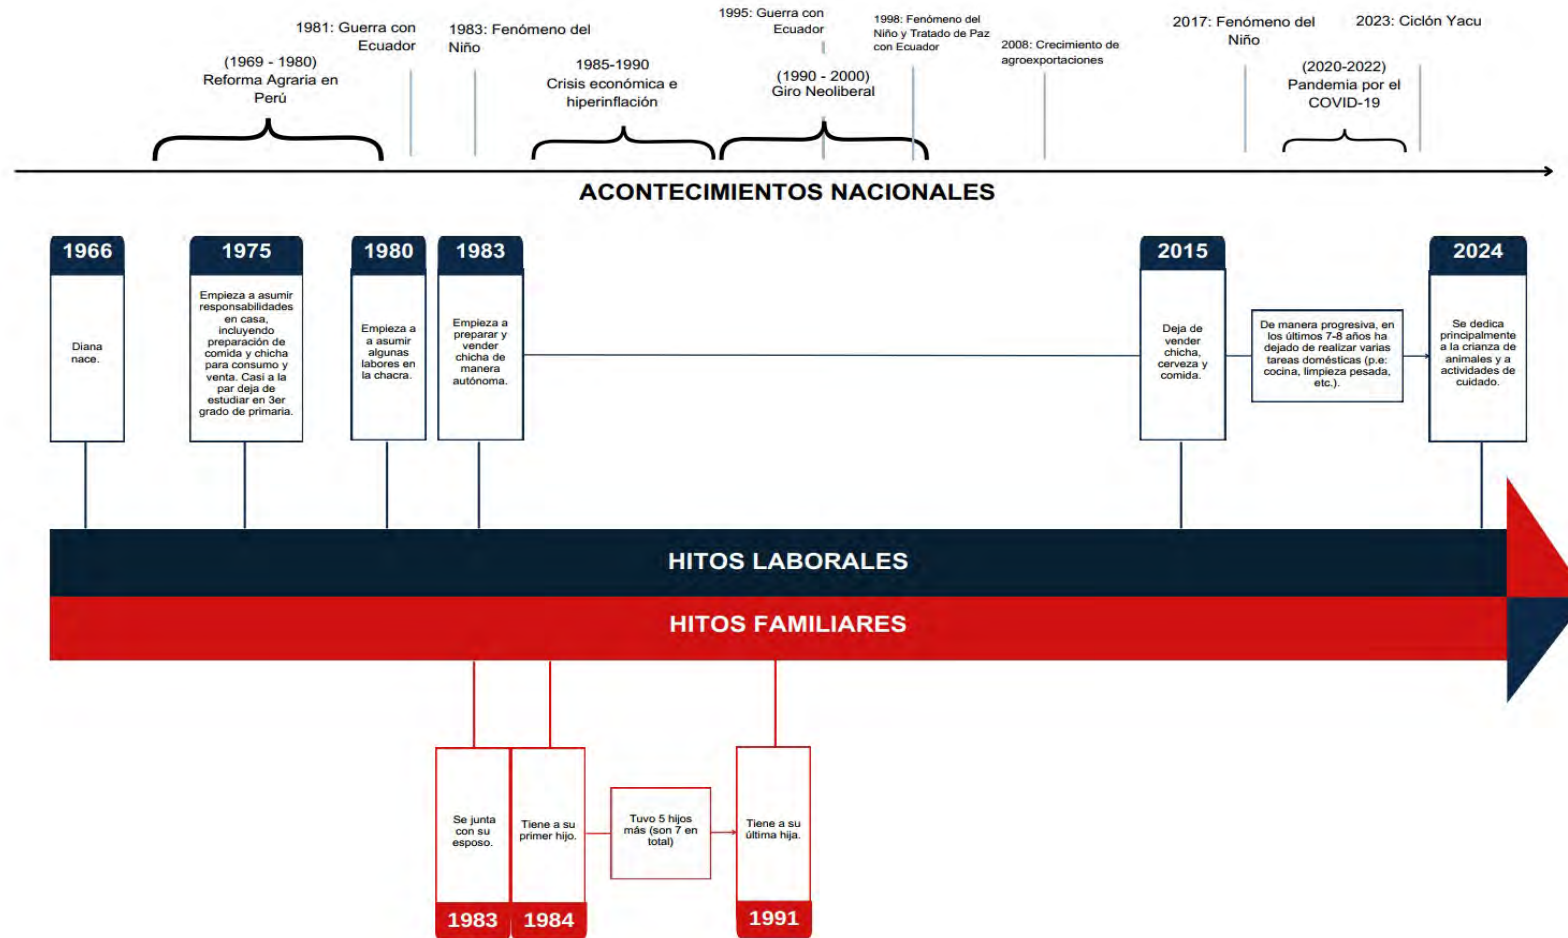 1981: Guerra con
Ecuador
1983: Fenómeno del
Niño
1995: Guerra con
Ecuador
1998: Fenómeno del
Niño y Tratado de Paz
con Ecuador
2008: Crecimiento de
agroexportaciones
2017: Fenómeno del
Niño
2023: Ciclón Yacu
(1969 - 1980)
Reforma Agraria en
Perú
1985-1990
Crisis económica e
hiperinflación
(1990 - 2000)
Giro Neoliberal
(2020-2022)
Pandemia por el
COVID-19
ACONTECIMIENTOS NACIONALES
1966
Diana
nace.
1975
Empieza a asumir
responsabilidades
en casa,
incluyendo
preparación de
comida y chicha
para consumo y
venta. Casi a la
par deja de
estudiar en 3er
grado de primaria.
1980
Empieza a
a asumir
algunas
labores en
la chacra.
1983
Empieza a
preparar y
vender
chicha de
manera
autónoma.
2015
Deja de
vender
chicha,
cerveza y
comida.
De manera progresiva, en
los últimos 7-8 años ha
dejado de realizar varias
tareas domésticas (p.e:
cocina, limpieza pesada,
etc.).
2024
Se dedica
principalmente
a la crianza de
animales y a
actividades de
cuidado.
HITOS LABORALES
HITOS FAMILIARES
Se junta
con su
esposo.
1983
Tiene a su
primer hijo.
1984
Tuvo 5 hijos
más (son 7 en
total)
Tiene a su
última hija.
1991